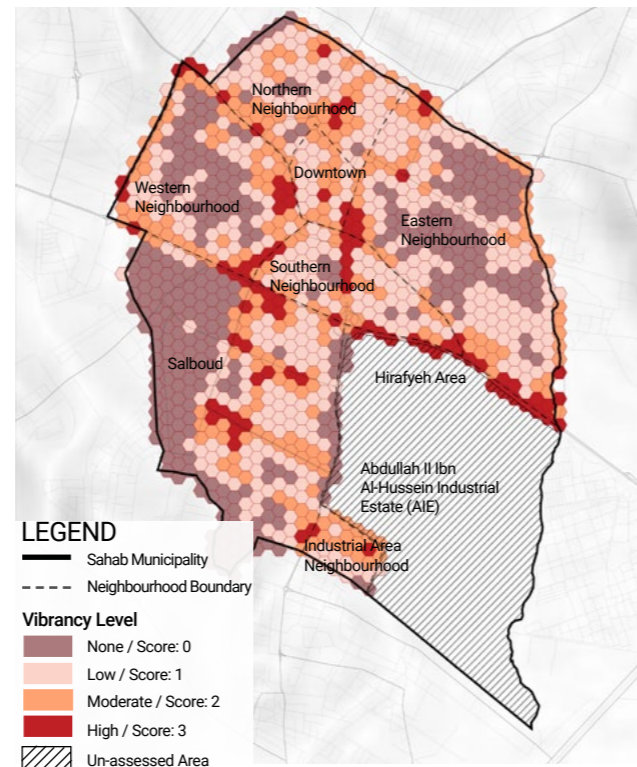 Northern
Neighbourhood
Downtown
Western
Neighbourhood
Eastern
Neighbourhood
Southern
Neighbourhood
Salboud
Hirafyeh Area
Abdullah II Ibn
Al-Hussein Industrial
Estate (AIE)
Industrial Area
Neighbourhood
LEGEND
Sahab Municipality
Neighbourhood Boundary
Vibrancy Level
None / Score: 0
Low / Score: 1
Moderate / Score: 2
High / Score: 3
Un-assessed Area